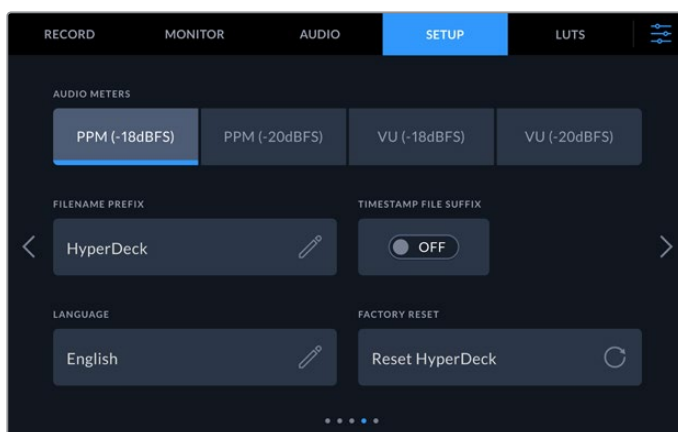 RECORD MONITOR AUDIO SETUP LUTS
AUDIO METERS
PPM (-18dBFS) PPM (-20dBFS) VU (-18dBFS) VU (-20dBFS)
FILENAME PREFIX TIMESTAMP FILE SUFFIX
HyperDeck OFF
LANGUAGE FACTORY RESET
English Reset HyperDeck